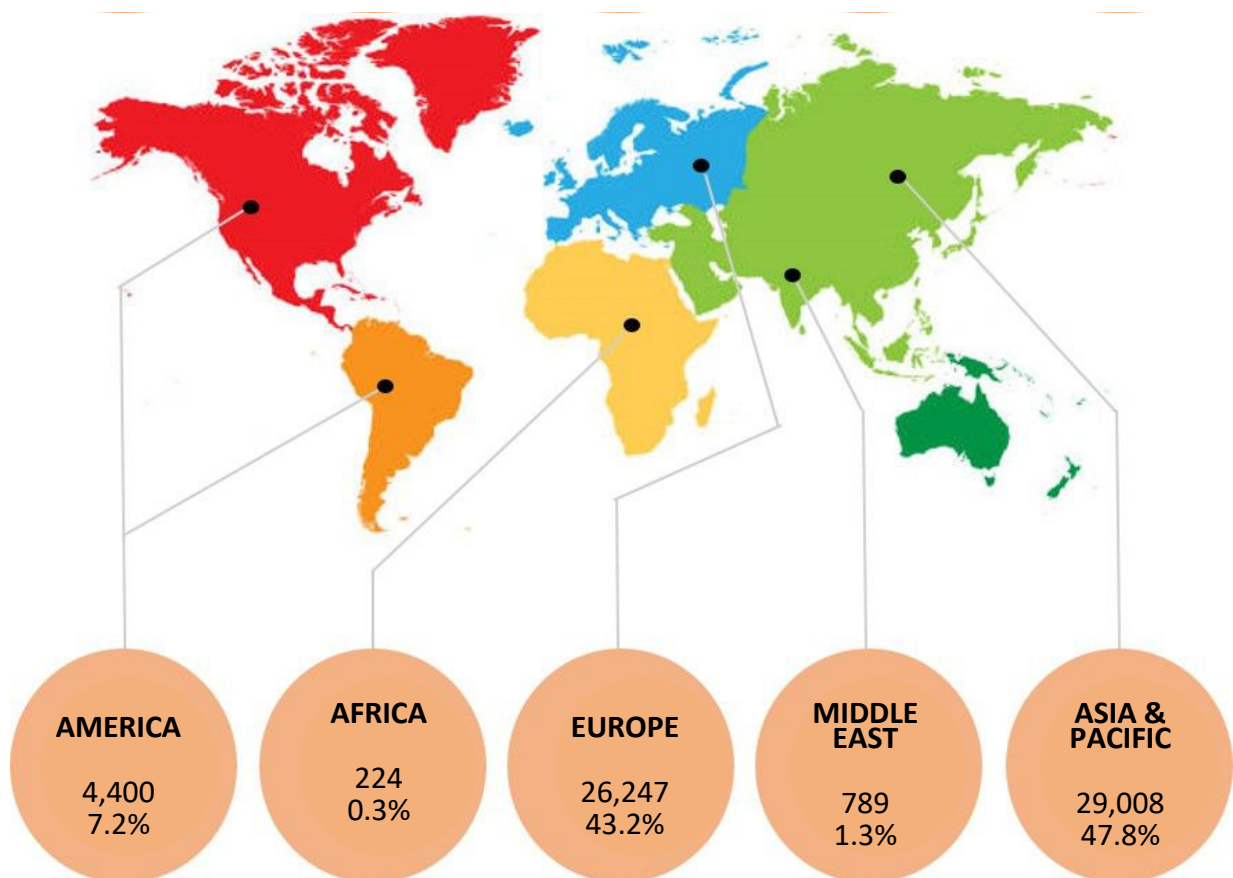 AMERICA
4,400
7.2%
AFRICA
224
0.3%
EUROPE
26,247
43.2%
MIDDLE
EAST
789
1.3%
ASIA &
PACIFIC
29,008
47.8%